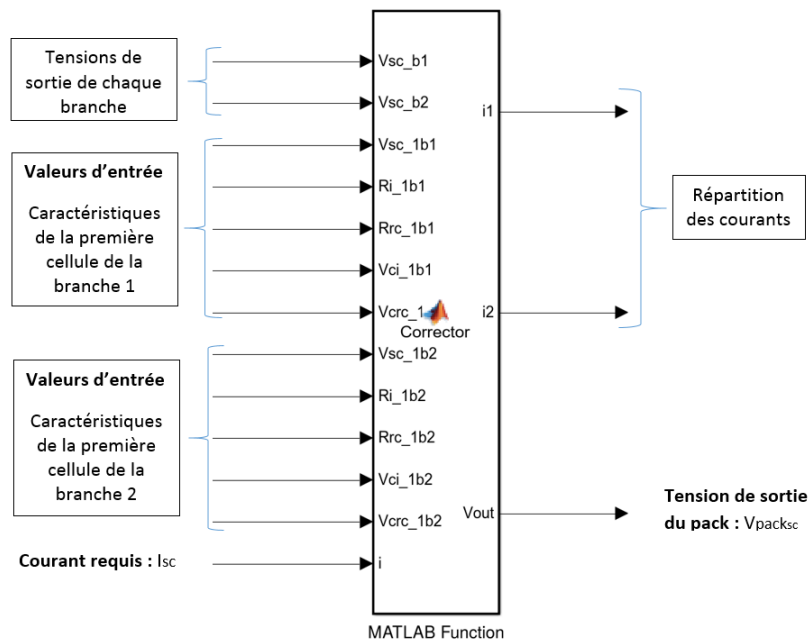 Tensions de
sortie de chaque
branche
Valeurs d'entrée
Caractéristiques
de la première
cellule de la
branche 1
Valeurs d'entrée
Caractéristiques
de la première
cellule de la
branche 2
Courant requis : Isc
Vsc_b1
Vsc_b2
Vsc_1b1
Ri_1b1
Rrc_1b1
Vci_1b1
Vcrc_1
Corrector
Vsc_1b2
Ri_1b2
Rrc_1b2
Vci_1b2
Vcrc_1b2
i
i1
i2
Vout
MATLAB Function
Répartition
des courants
Tension de sortie
du pack : Vpacksc